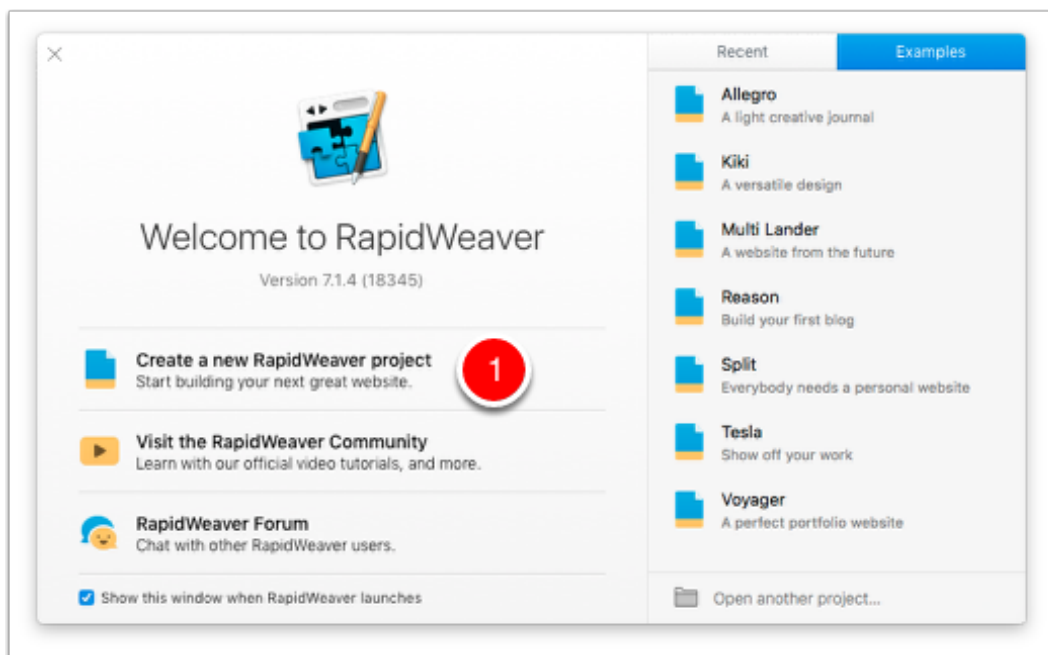 Welcome to RapidWeaver
Version 7.1.4 (18345)
Create a new RapidWeaver project
Start building your next great website.
1
Visit the RapidWeaver Community
Learn with our official video tutorials, and more.
RapidWeaver Forum
Chat with other RapidWeaver users.
Show this window when RapidWeaver launches
Recent
Examples
Allegro
A light creative journal
Kiki
A versatile design
Multi Lander
A website from the future
Reason
Build your first blog
Split
Everybody needs a personal website
Tesla
Show off your work
Voyager
A perfect portfolio website
Open another project...